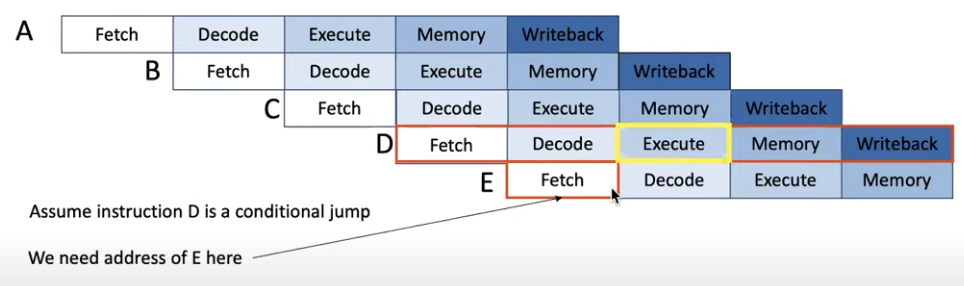 A Fetch Decode Execute Memory Writeback
B Fetch Decode Execute Memory Writeback
C Fetch Decode Execute Memory Writeback
D Fetch Decode Execute Memory Writeback
E Fetch Decode Execute Memory
Assume instruction D is a conditional jump
We need address of E here